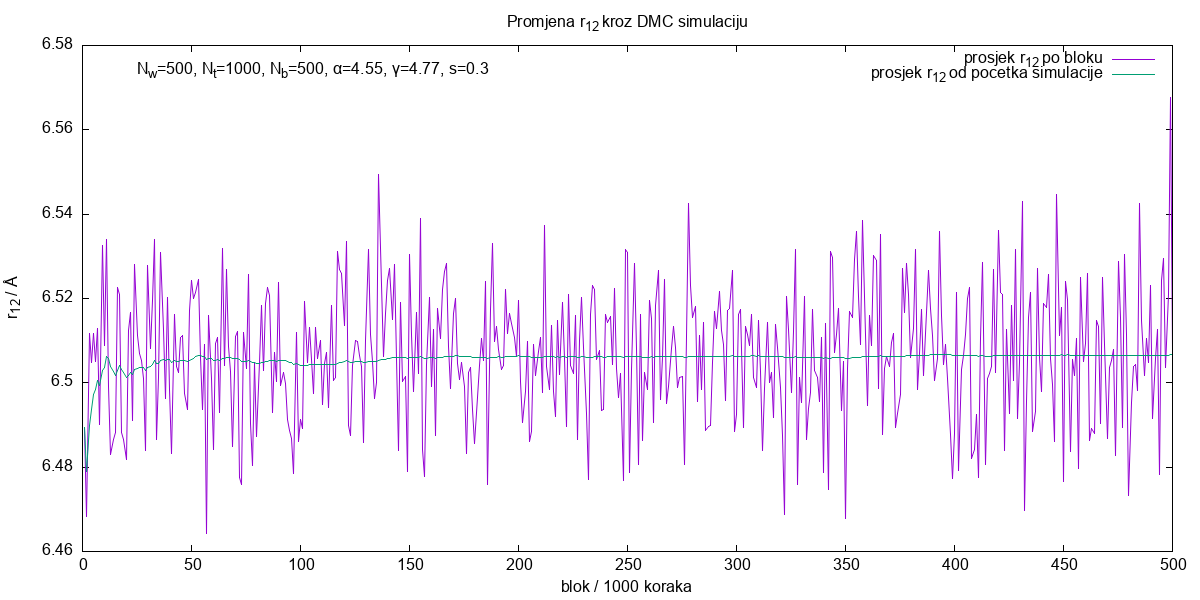 Promjena r12 kroz DMC simulaciju
6.58
6.56
6.54
6.52
6.5
6.48
6.46
r12 / Å
Nw=500, Nt=1000, Nb=500, α=4.55, γ=4.77, s=0.3
prosjek r12 po bloku
prosjek r12 od pocetka simulacije
0 50 100 150 200 250 300 350 400 450 500
blok / 1000 koraka